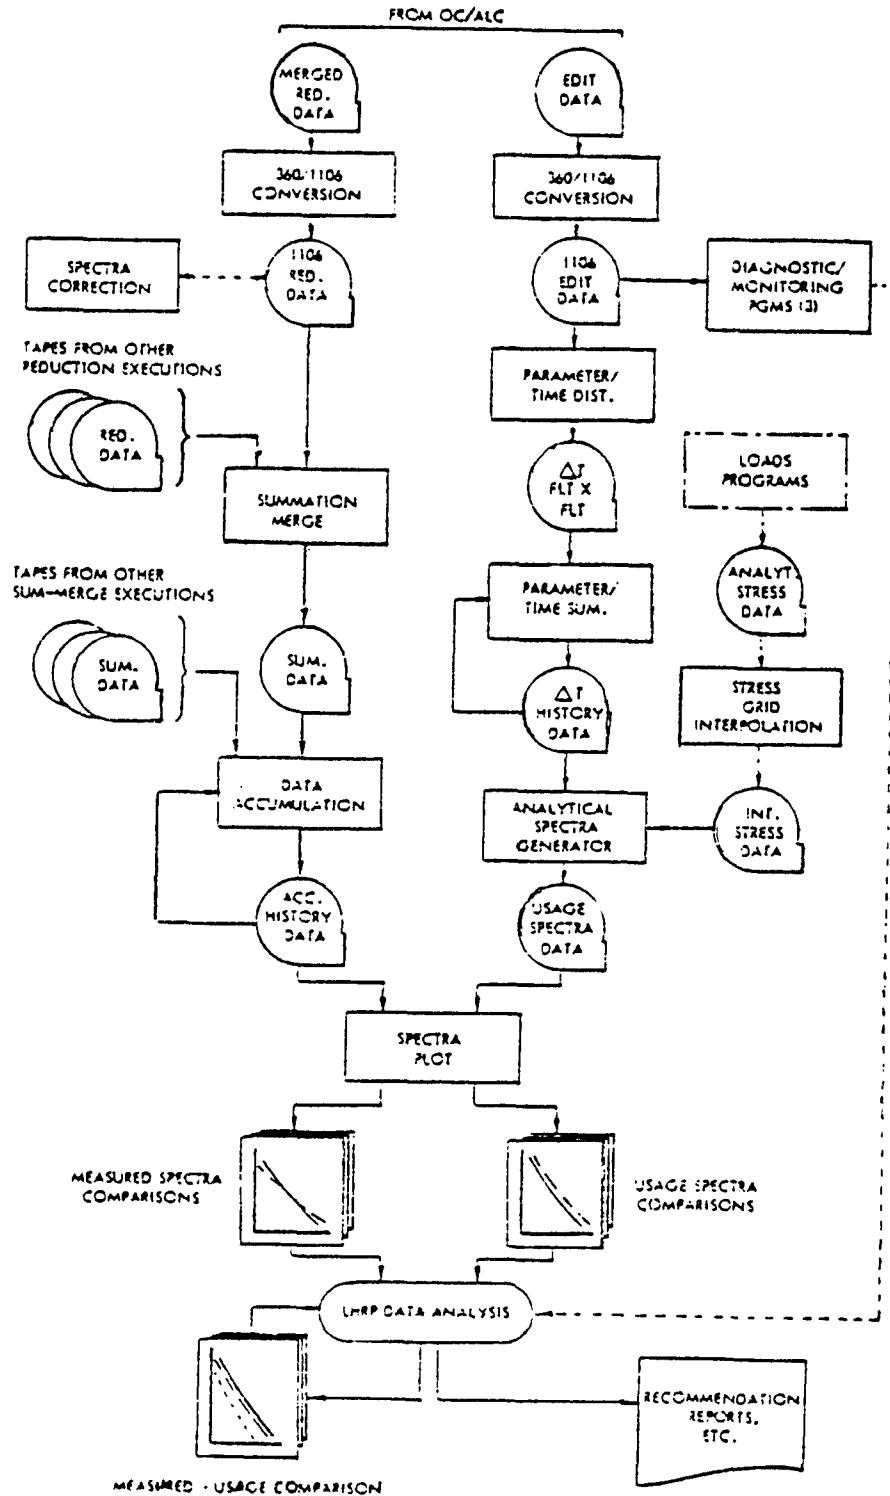 FROM OC/ALC
MERGED
RED.
DATA
EDIT
DATA
360/1106
CONVERSION
360/1106
CONVERSION
SPECTRA
CORRECTION
1106
RED.
DATA
1106
EDIT
DATA
DIAGNOSTIC/
MONITORING
PGMS (3)
TAPES FROM OTHER
REDUCTION EXECUTIONS
RED.
DATA
PARAMETER/
TIME DIST.
SUMMATION
MERGE
ΔT
FLT X
FLT
LOADS
PROGRAMS
TAPES FROM OTHER
SUM-MERGE EXECUTIONS
SUM.
DATA
SUM.
DATA
PARAMETER/
TIME SUM.
ANALYT.
STRESS
DATA
ΔT
HISTORY
DATA
STRESS
GRID
INTERPOLATION
DATA
ACCUMULATION
ANALYTICAL
SPECTRA
GENERATOR
INT.
STRESS
DATA
ACC.
HISTORY
DATA
USAGE
SPECTRA
DATA
SPECTRA
PLOT
MEASURED SPECTRA
COMPARISONS
USAGE SPECTRA
COMPARISONS
LHRP DATA ANALYSIS
MEASURED - USAGE COMPARISON
RECOMMENDATION
REPORTS,
ETC.